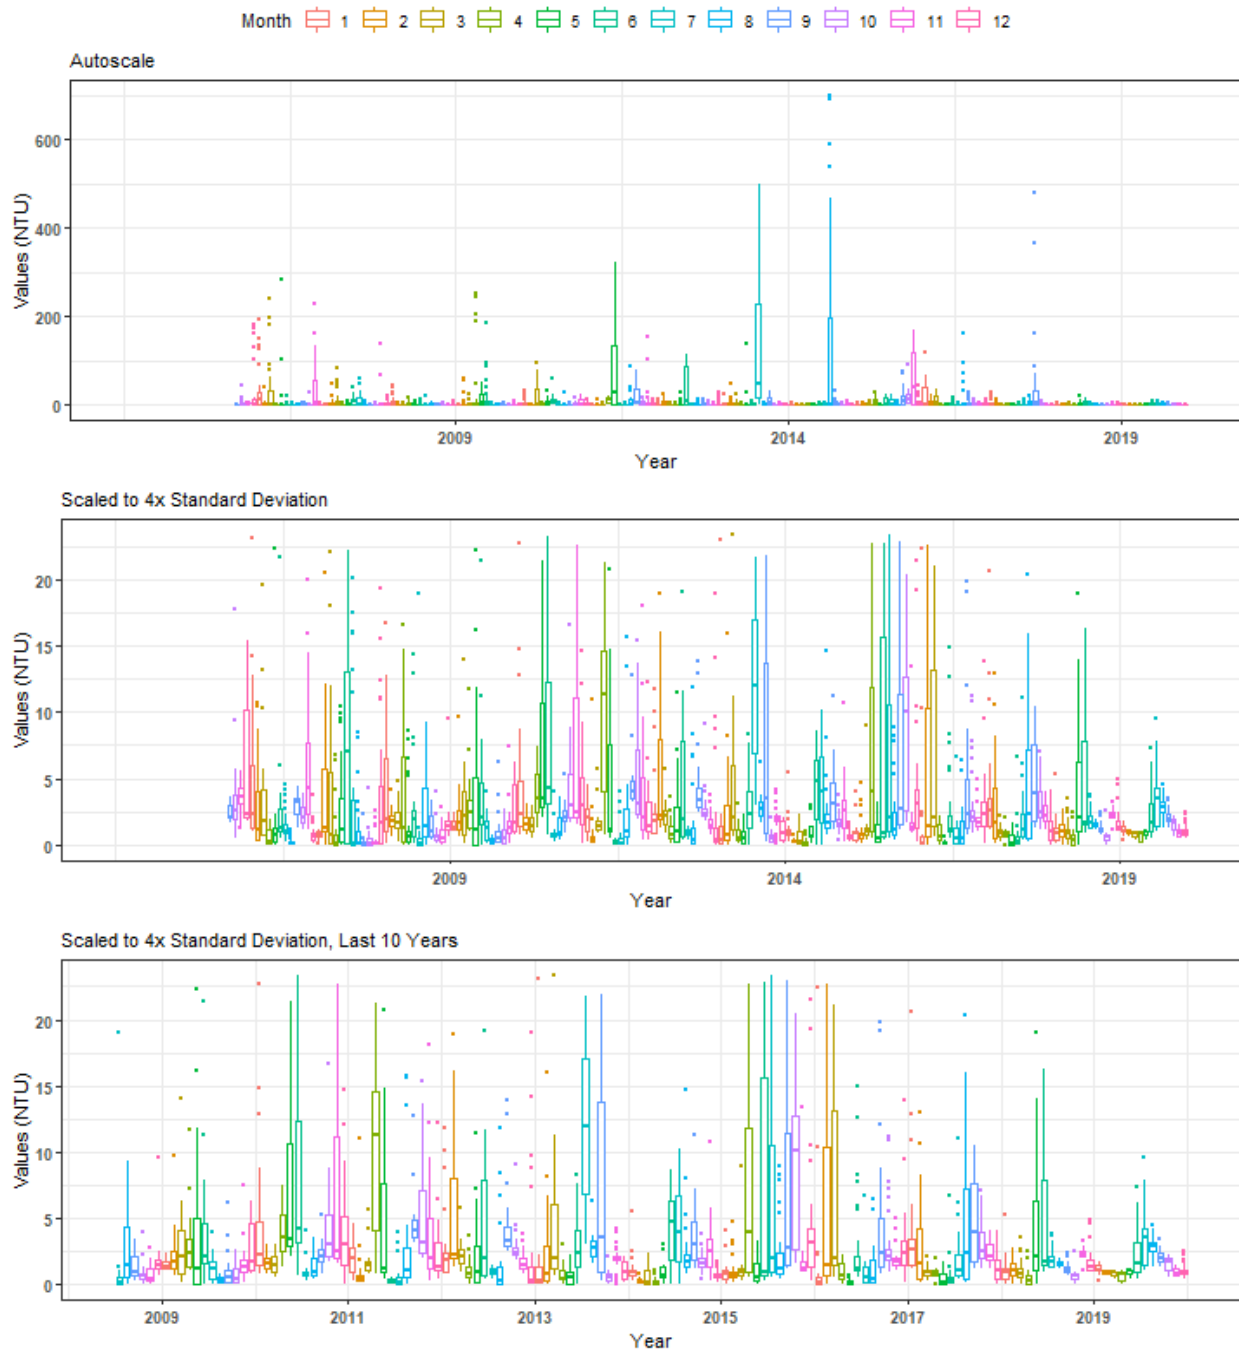 Month 1 2 3 4 5 6 7 8 9 10 11 12
Autoscale
600
400
200
0
Values (NTU)
2009 2014 2019
Year
Scaled to 4x Standard Deviation
20
15
10
5
0
Values (NTU)
2009 2014 2019
Year
Scaled to 4x Standard Deviation, Last 10 Years
20
15
10
5
0
Values (NTU)
2009 2011 2013 2015 2017 2019
Year